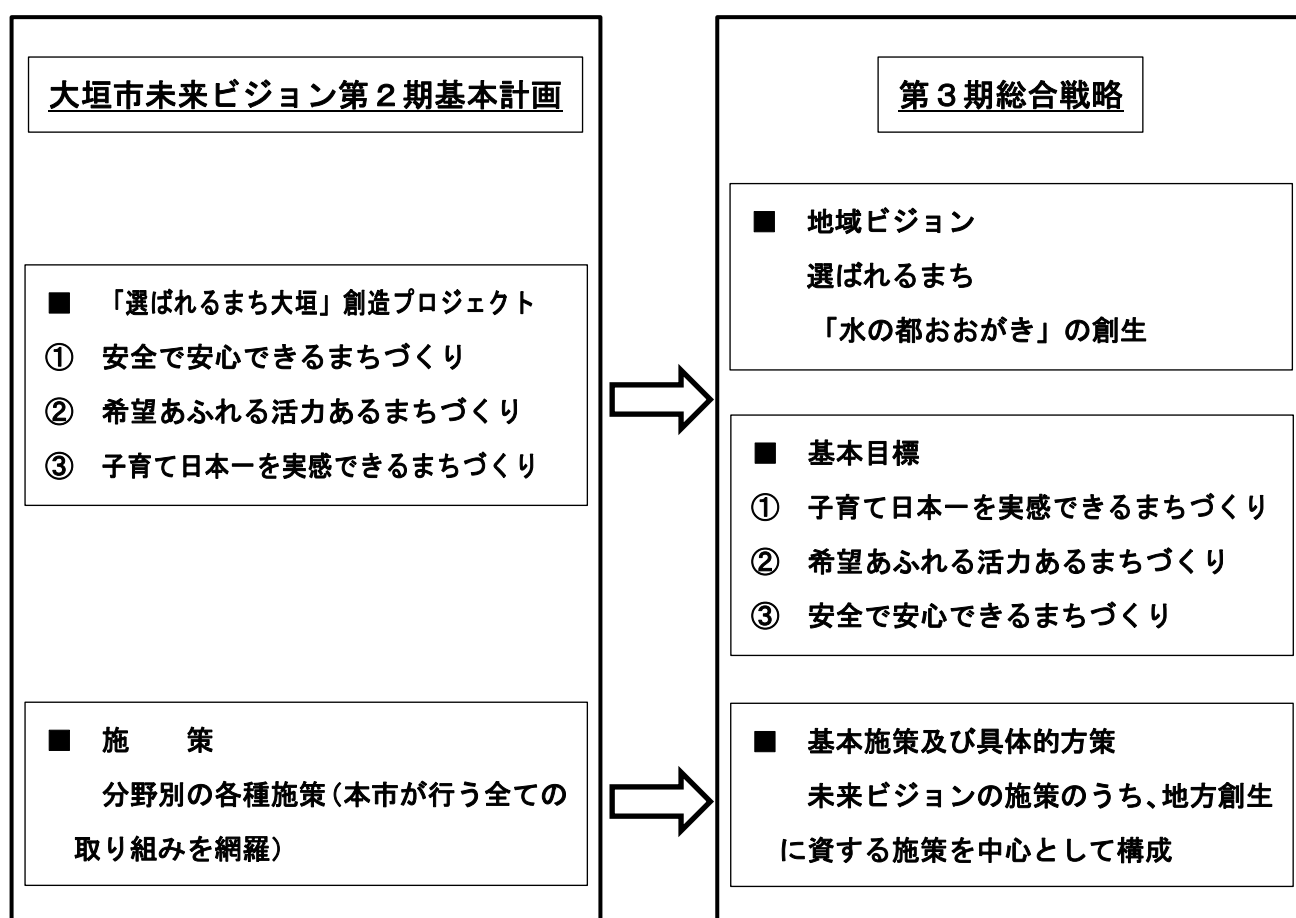 大垣市未来ビジョン第2期基本計画
■ 「選ばれるまち大垣」創造プロジェクト
① 安全で安心できるまちづくり
② 希望あふれる活力あるまちづくり
③ 子育て日本一を実感できるまちづくり
■ 施　　策
分野別の各種施策（本市が行う全ての
取り組みを網羅）
第3期総合戦略
■ 地域ビジョン
選ばれるまち
「水の都おおがき」の創生
■ 基本目標
① 子育て日本一を実感できるまちづくり
② 希望あふれる活力あるまちづくり
③ 安全で安心できるまちづくり
■ 基本施策及び具体的方策
未来ビジョンの施策のうち、地方創生
に資する施策を中心として構成